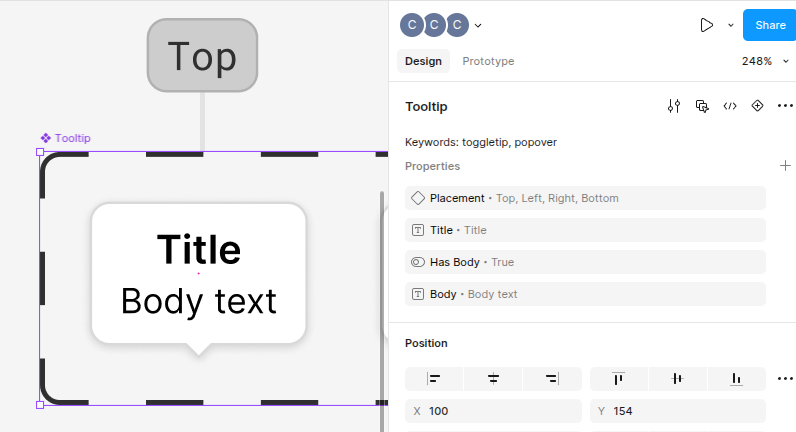 Top
Tooltip
Title
Body text
C C C
Share
Design Prototype 248%
Tooltip
Keywords: toggletip, popover
Properties
Placement • Top, Left, Right, Bottom
T Title • Title
Has Body • True
T Body • Body text
Position
X 100 Y 154